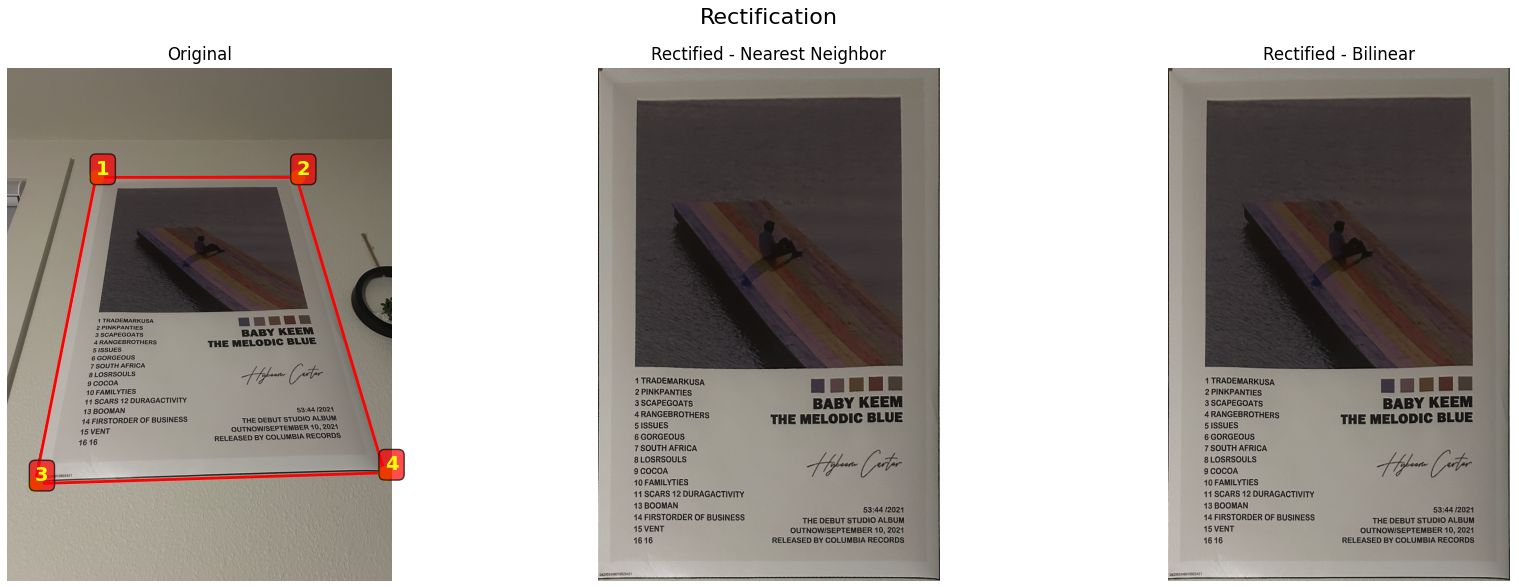 Rectification
Original
1
2
3
4
1 TRADEMARKUSA
2 PINKPANTIES
3 SCAPEGOATS
4 RANGEBROTHERS
5 ISSUES
6 GORGEOUS
7 SOUTH AFRICA
8 LOSRSOULS
9 COCOA
10 FAMILYTIES
11 SCARS 12 DURAGACTIVITY
13 BOOMAN
14 FIRSTORDER OF BUSINESS
15 VENT
16 16
BABY KEEM
THE MELODIC BLUE
Hykeem Carter
53:44 /2021
THE DEBUT STUDIO ALBUM
OUTNOW/SEPTEMBER 10, 2021
RELEASED BY COLUMBIA RECORDS
Rectified - Nearest Neighbor
1 TRADEMARKUSA
2 PINKPANTIES
3 SCAPEGOATS
4 RANGEBROTHERS
5 ISSUES
6 GORGEOUS
7 SOUTH AFRICA
8 LOSRSOULS
9 COCOA
10 FAMILYTIES
11 SCARS 12 DURAGACTIVITY
13 BOOMAN
14 FIRSTORDER OF BUSINESS
15 VENT
16 16
BABY KEEM
THE MELODIC BLUE
Hykeem Carter
53:44 /2021
THE DEBUT STUDIO ALBUM
OUTNOW/SEPTEMBER 10, 2021
RELEASED BY COLUMBIA RECORDS
Rectified - Bilinear
1 TRADEMARKUSA
2 PINKPANTIES
3 SCAPEGOATS
4 RANGEBROTHERS
5 ISSUES
6 GORGEOUS
7 SOUTH AFRICA
8 LOSRSOULS
9 COCOA
10 FAMILYTIES
11 SCARS 12 DURAGACTIVITY
13 BOOMAN
14 FIRSTORDER OF BUSINESS
15 VENT
16 16
BABY KEEM
THE MELODIC BLUE
Hykeem Carter
53:44 /2021
THE DEBUT STUDIO ALBUM
OUTNOW/SEPTEMBER 10, 2021
RELEASED BY COLUMBIA RECORDS